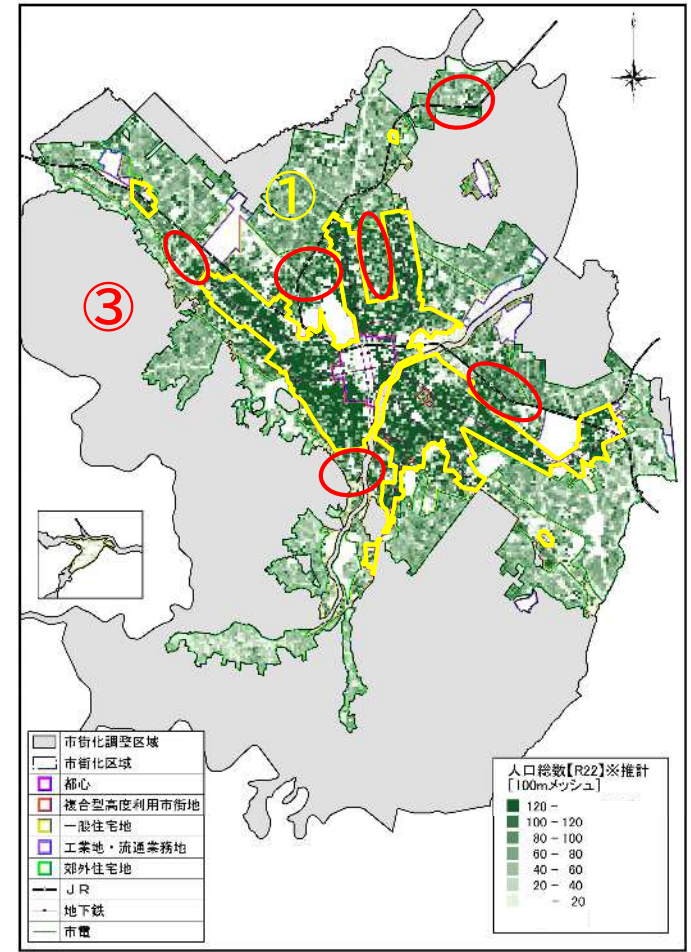 ①
③
市街化調整区域
市街化区域
都心
複合型高度利用市街地
一般住宅地
工業地・流通業務地
郊外住宅地
ＪＲ
地下鉄
市電
人口総数【R22】※推計
［100mメッシュ］
120 -
100 - 120
80 - 100
60 - 80
40 - 60
20 - 40
- 20